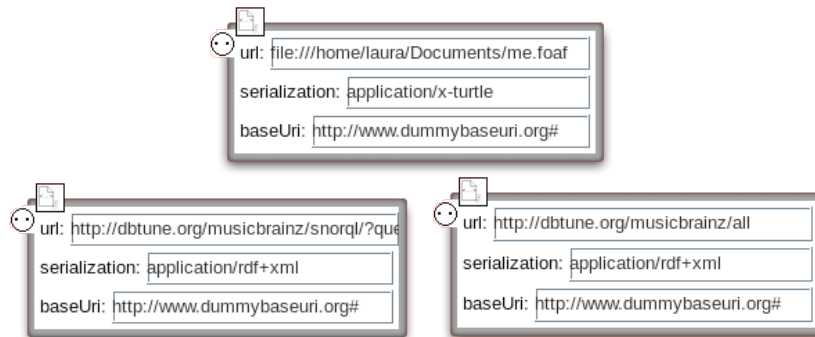 url: file:///home/laura/Documents/me.foaf
serialization: application/x-turtle
baseUri: http://www.dummybaseuri.org#
url: http://dbtune.org/musicbrainz/snorql/?que
serialization: application/rdf+xml
baseUri: http://www.dummybaseuri.org#
url: http://dbtune.org/musicbrainz/all
serialization: application/rdf+xml
baseUri: http://www.dummybaseuri.org#